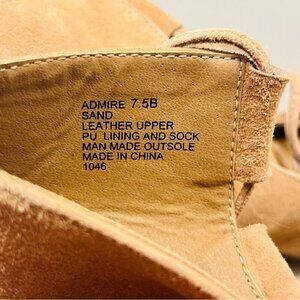 ADMIRE 7.5B
SAND
LEATHER UPPER
PU LINING AND SOCK
MAN MADE OUTSOLE
MADE IN CHINA
1046